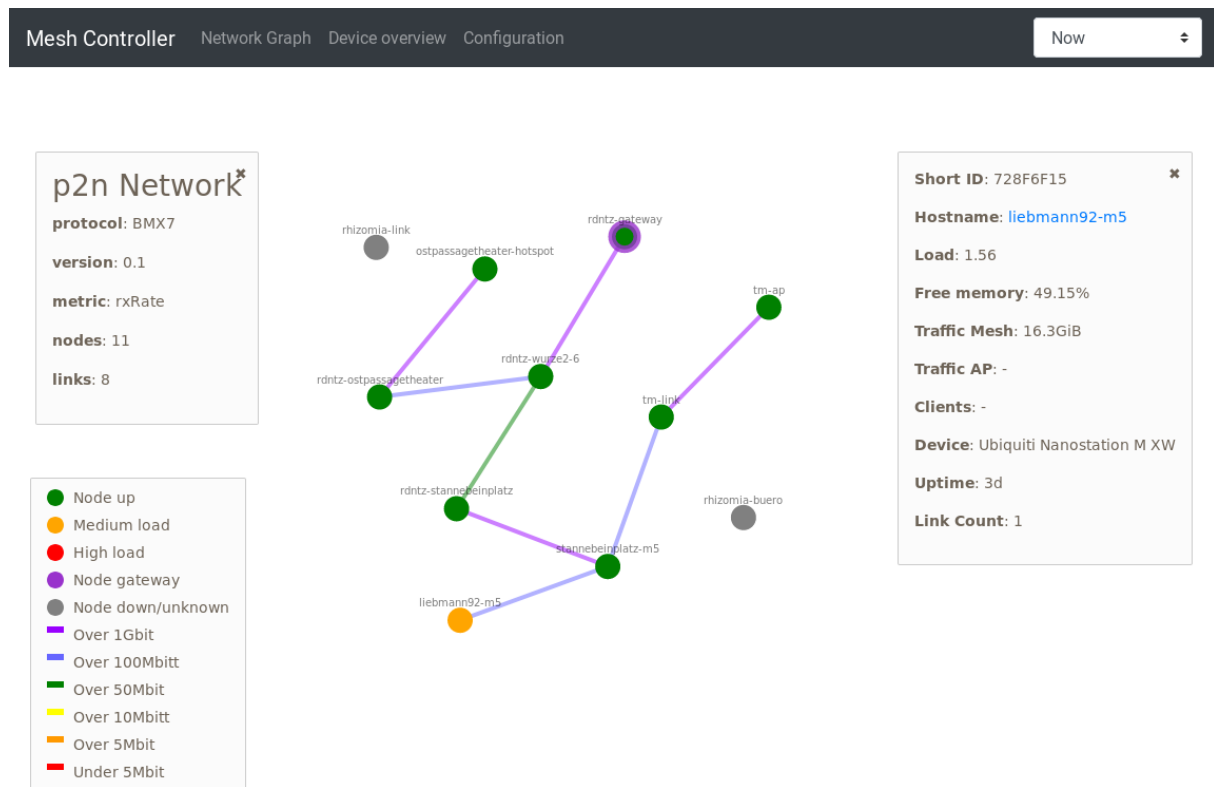 Mesh Controller Network Graph Device overview Configuration Now
p2n Network
protocol: BMX7
version: 0.1
metric: rxRate
nodes: 11
links: 8
Node up
Medium load
High load
Node gateway
Node down/unknown
Over 1Gbit
Over 100Mbitt
Over 50Mbit
Over 10Mbitt
Over 5Mbit
Under 5Mbit
rdntz-gateway
rhizomia-link
ostpassagetheater-hotspot
tm-ap
rdntz-wurze2-6
rdntz-ostpassagetheater
tm-link
rdntz-stannebeinplatz
rhizomia-buero
stannebeinplatz-m5
liebmann92-m5
Short ID: 728F6F15
Hostname: liebmann92-m5
Load: 1.56
Free memory: 49.15%
Traffic Mesh: 16.3GiB
Traffic AP: -
Clients: -
Device: Ubiquiti Nanostation M XW
Uptime: 3d
Link Count: 1